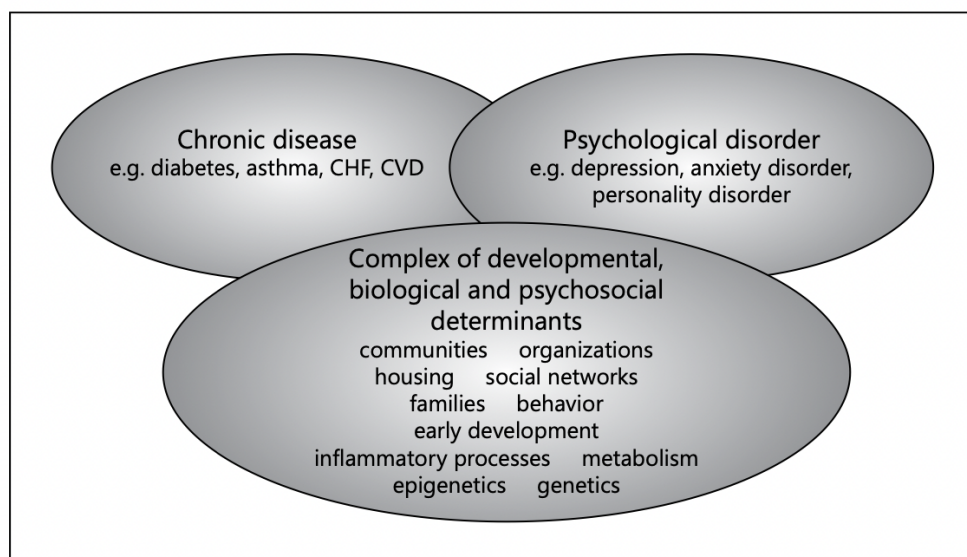 Chronic disease
e.g. diabetes, asthma, CHF, CVD
Psychological disorder
e.g. depression, anxiety disorder,
personality disorder
Complex of developmental,
biological and psychosocial
determinants
communities organizations
housing social networks
families behavior
early development
inflammatory processes metabolism
epigenetics genetics